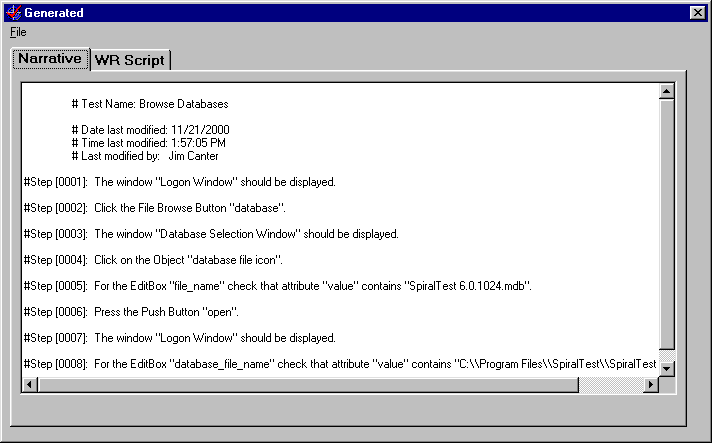 Generated
File
Narrative
WR Script
# Test Name: Browse Databases
# Date last modified: 11/21/2000
# Time last modified: 1:57:05 PM
# Last modified by:   Jim Canter
#Step [0001]:  The window "Logon Window" should be displayed.
#Step [0002]:  Click the File Browse Button "database".
#Step [0003]:  The window "Database Selection Window" should be displayed.
#Step [0004]:  Click on the Object "database file icon".
#Step [0005]:  For the EditBox "file_name" check that attribute "value" contains "SpiralTest 6.0.1024.mdb".
#Step [0006]:  Press the Push Button "open".
#Step [0007]:  The window "Logon Window" should be displayed.
#Step [0008]:  For the EditBox "database_file_name" check that attribute "value" contains "C:\\Program Files\\SpiralTest\\SpiralTest